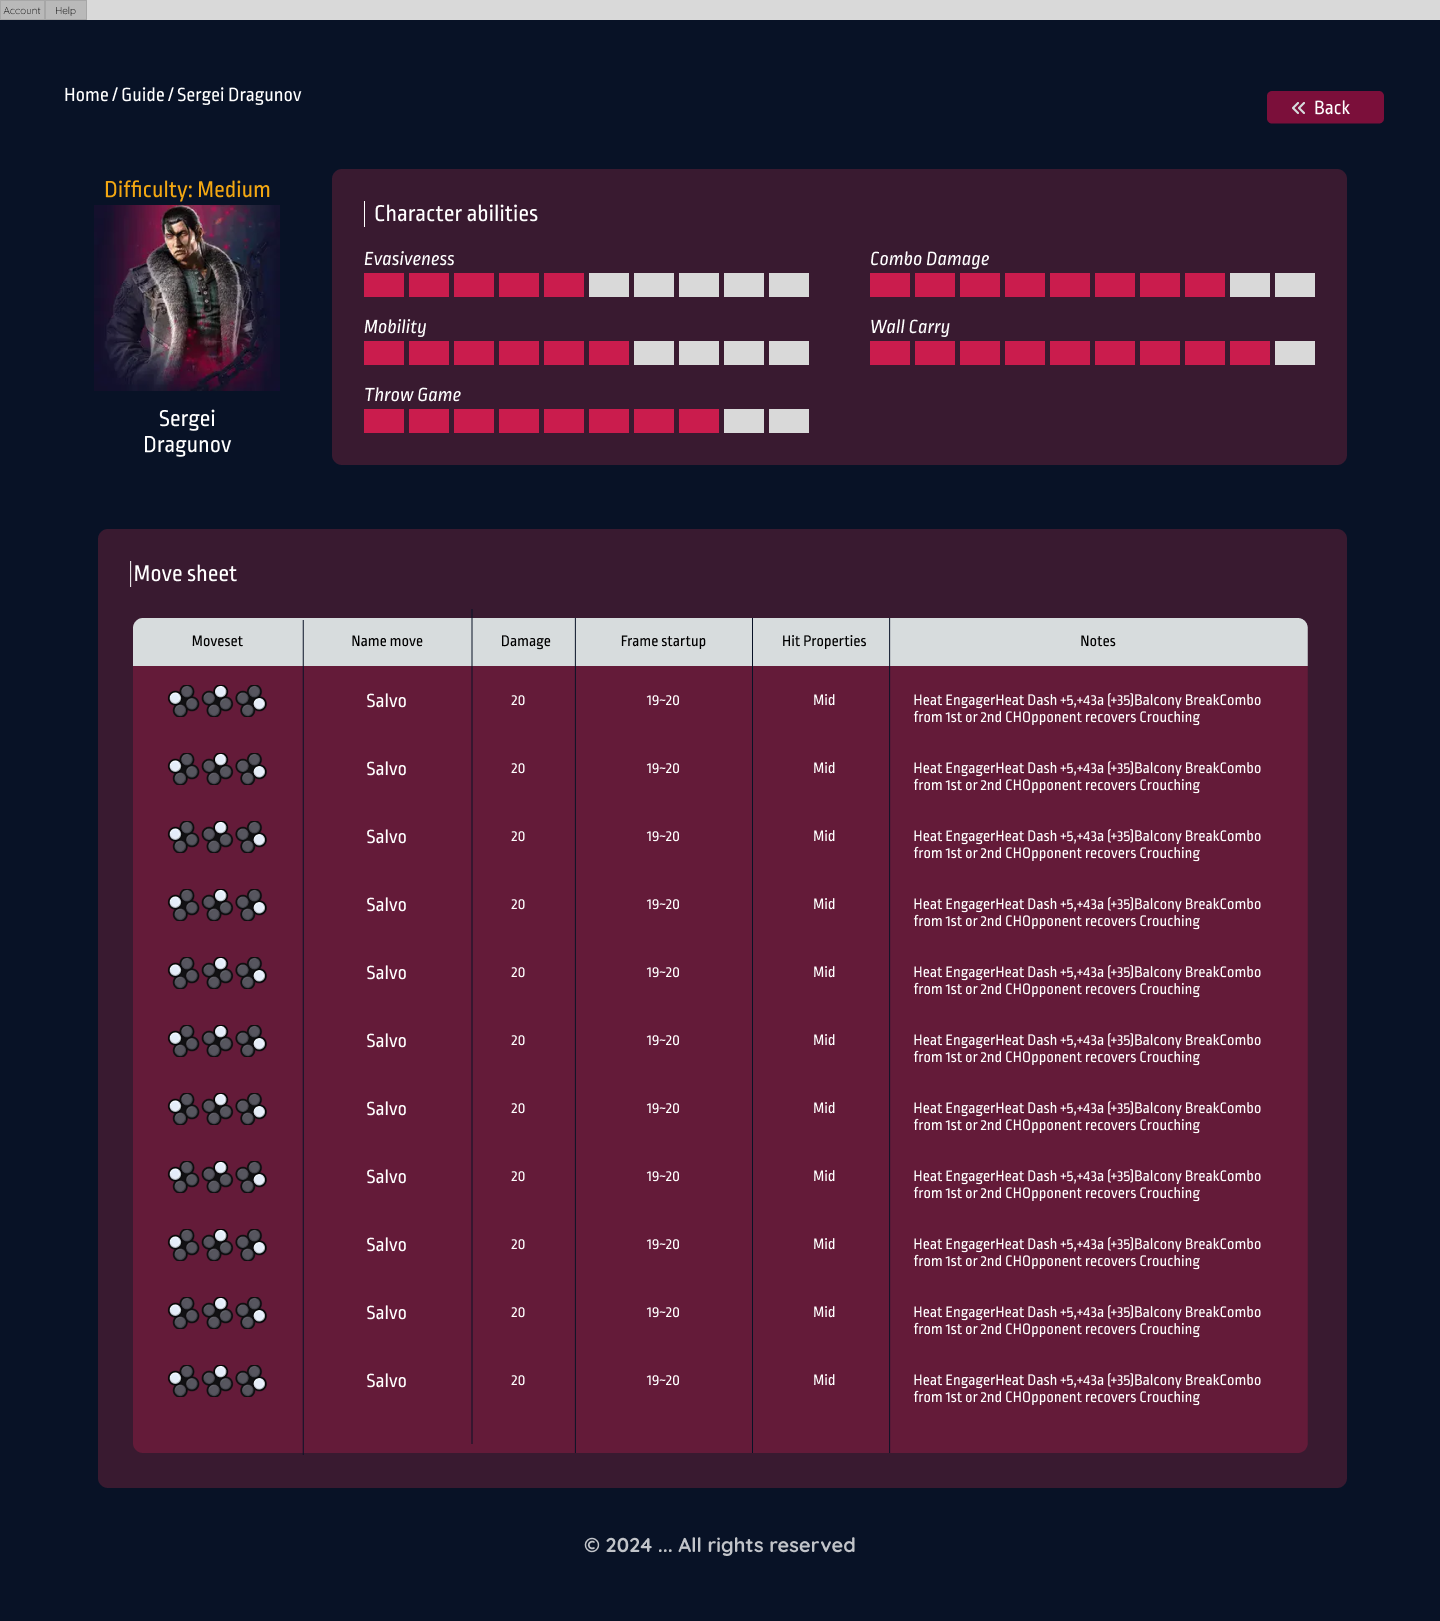 Account Help
Home / Guide / Sergei Dragunov
Back
Difficulty: Medium
Sergei
Dragunov
Character abilities
Evasiveness
Combo Damage
Mobility
Wall Carry
Throw Game
Move sheet
Moveset Name move Damage Frame startup Hit Properties Notes
Salvo 20 19~20 Mid Heat EngagerHeat Dash +5,+43a (+35)Balcony BreakCombo
from 1st or 2nd CHOpponent recovers Crouching
Salvo 20 19~20 Mid Heat EngagerHeat Dash +5,+43a (+35)Balcony BreakCombo
from 1st or 2nd CHOpponent recovers Crouching
Salvo 20 19~20 Mid Heat EngagerHeat Dash +5,+43a (+35)Balcony BreakCombo
from 1st or 2nd CHOpponent recovers Crouching
Salvo 20 19~20 Mid Heat EngagerHeat Dash +5,+43a (+35)Balcony BreakCombo
from 1st or 2nd CHOpponent recovers Crouching
Salvo 20 19~20 Mid Heat EngagerHeat Dash +5,+43a (+35)Balcony BreakCombo
from 1st or 2nd CHOpponent recovers Crouching
Salvo 20 19~20 Mid Heat EngagerHeat Dash +5,+43a (+35)Balcony BreakCombo
from 1st or 2nd CHOpponent recovers Crouching
Salvo 20 19~20 Mid Heat EngagerHeat Dash +5,+43a (+35)Balcony BreakCombo
from 1st or 2nd CHOpponent recovers Crouching
Salvo 20 19~20 Mid Heat EngagerHeat Dash +5,+43a (+35)Balcony BreakCombo
from 1st or 2nd CHOpponent recovers Crouching
Salvo 20 19~20 Mid Heat EngagerHeat Dash +5,+43a (+35)Balcony BreakCombo
from 1st or 2nd CHOpponent recovers Crouching
Salvo 20 19~20 Mid Heat EngagerHeat Dash +5,+43a (+35)Balcony BreakCombo
from 1st or 2nd CHOpponent recovers Crouching
Salvo 20 19~20 Mid Heat EngagerHeat Dash +5,+43a (+35)Balcony BreakCombo
from 1st or 2nd CHOpponent recovers Crouching
© 2024 ... All rights reserved